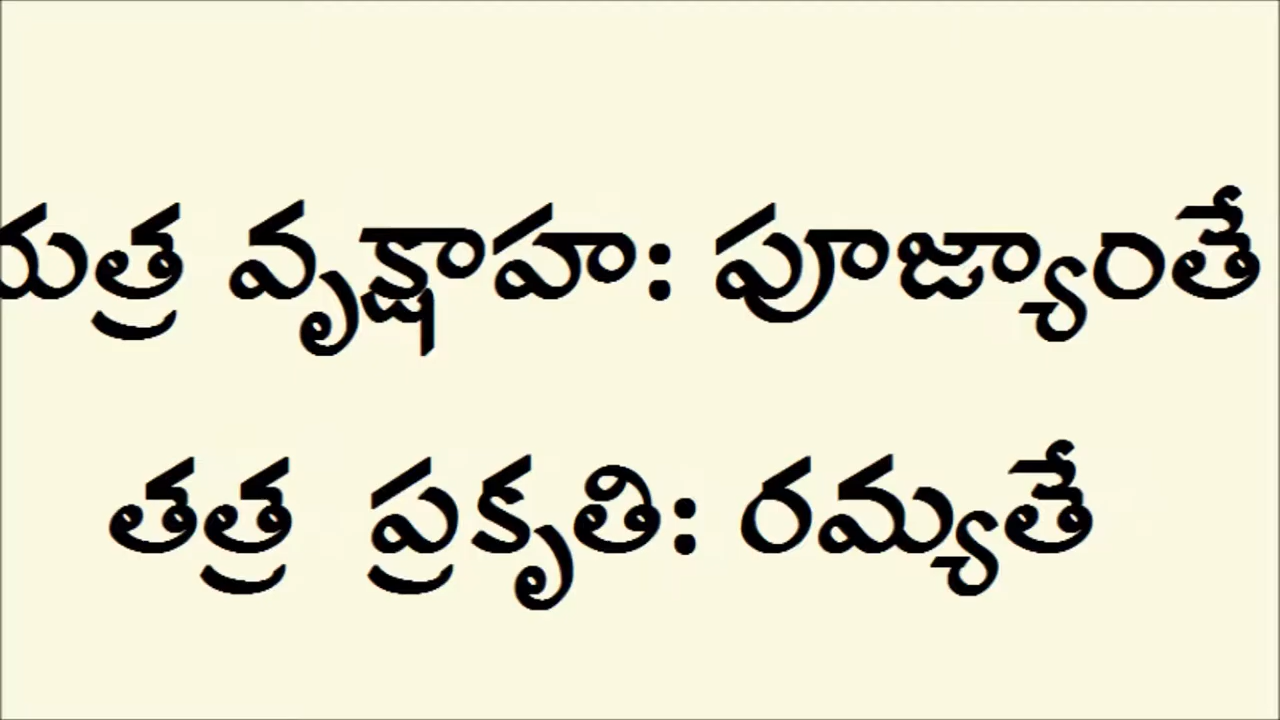 యత్ర వృక్షాహ: పూజ్యాంతే
తత్ర ప్రకృతి: రమ్యతే